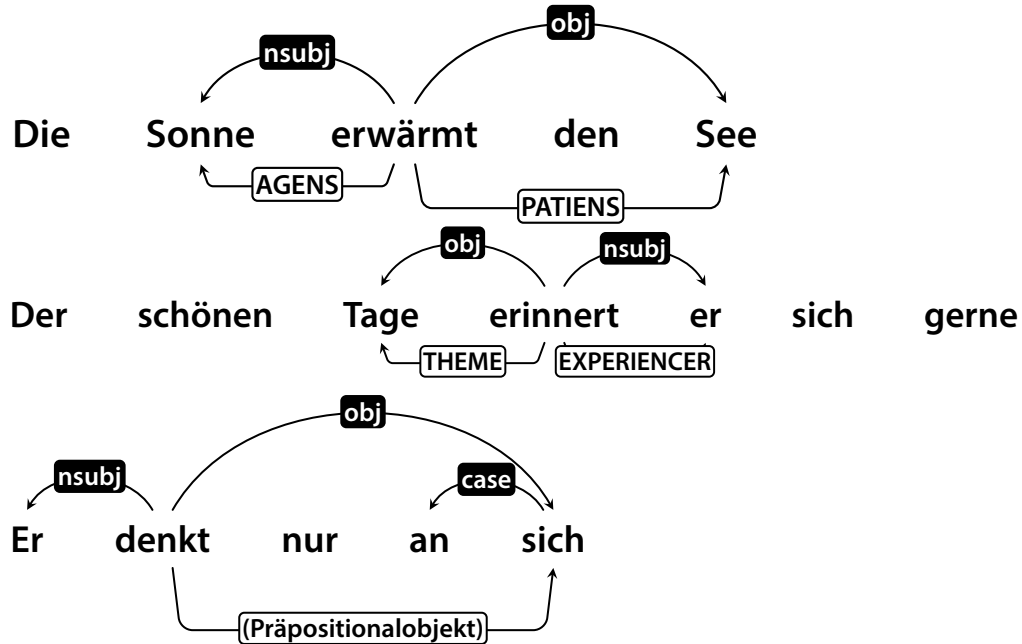 nsubj obj
Die Sonne erwärmt den See
AGENS PATIENS
obj nsubj
Der schönen Tage erinnert er sich gerne
THEME EXPERIENCER
obj
nsubj case
Er denkt nur an sich
(Präpositionalobjekt)